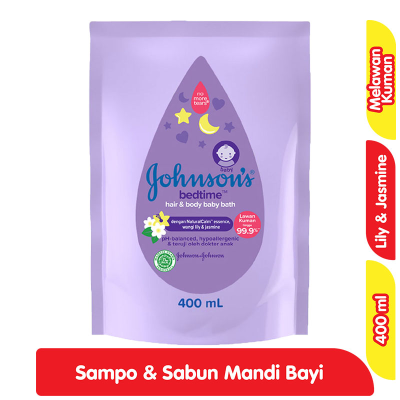 no
more
tears®
baby
Johnson's®
bedtime™
hair & body baby bath
dengan NaturalCalm™ essence,
wangi lily & jasmine
Lawan
Kuman
hingga
99.9%
pH-balanced, hypoallergenic
& teruji oleh dokter anak
Johnson & Johnson
400 mL
Melawan
Kuman
Lily & Jasmine
400 ml
Sampo & Sabun Mandi Bayi